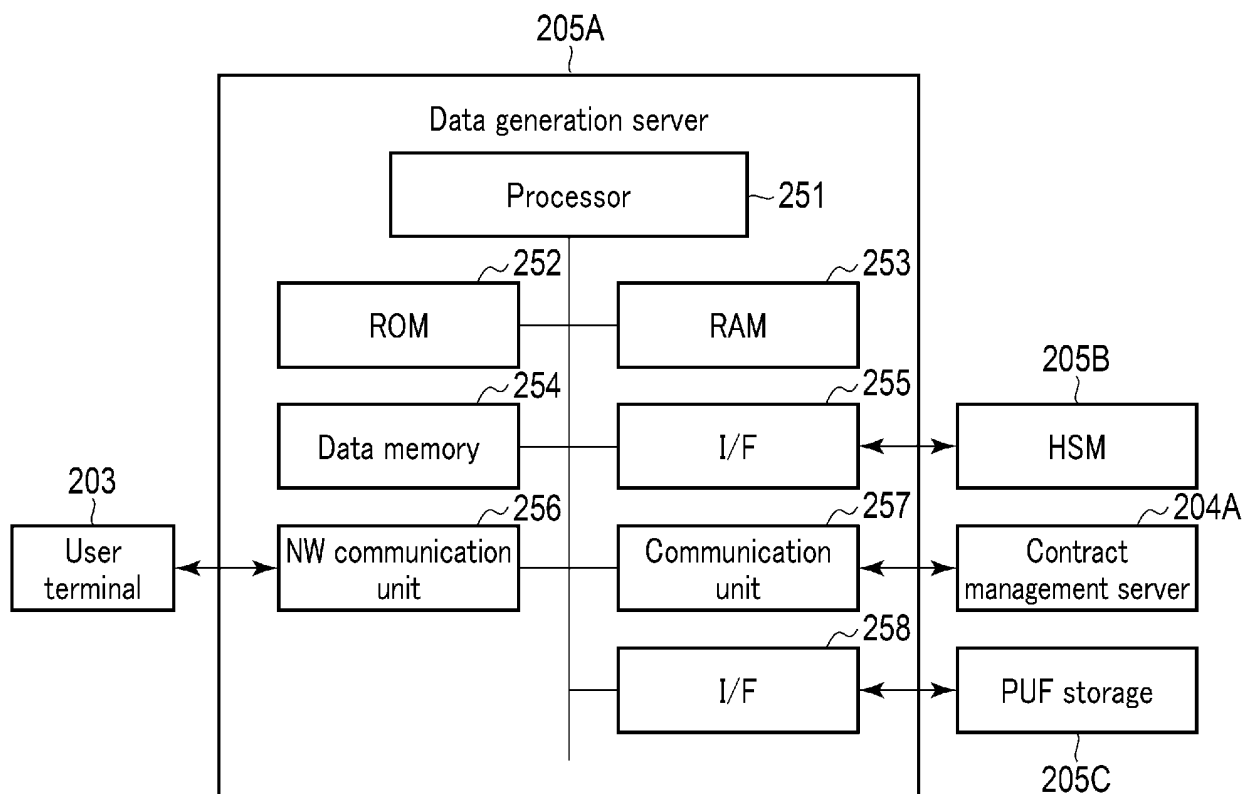 205A
Data generation server
Processor
251
252
253
ROM
RAM
205B
254
255
Data memory
I/F
HSM
203
256
257
204A
User
terminal
NW communication
unit
Communication
unit
Contract
management server
258
I/F
PUF storage
205C